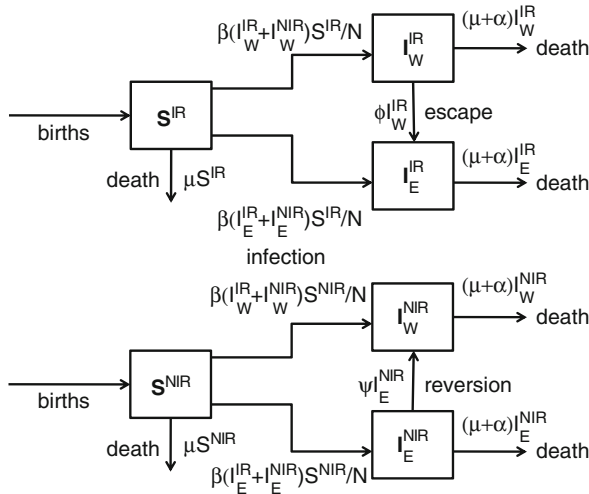 β(I_W^IR+I_W^NIR)S^IR/N
I_W^IR
(μ+α)I_W^IR
death
S^IR
births
ϕI_W^IR escape
death μS^IR
I_E^IR
(μ+α)I_E^IR
death
β(I_E^IR+I_E^NIR)S^IR/N
infection
β(I_W^IR+I_W^NIR)S^NIR/N
I_W^NIR
(μ+α)I_W^NIR
death
S^NIR
births
ψI_E^NIR reversion
death μS^NIR
I_E^NIR
(μ+α)I_E^NIR
death
β(I_E^IR+I_E^NIR)S^NIR/N